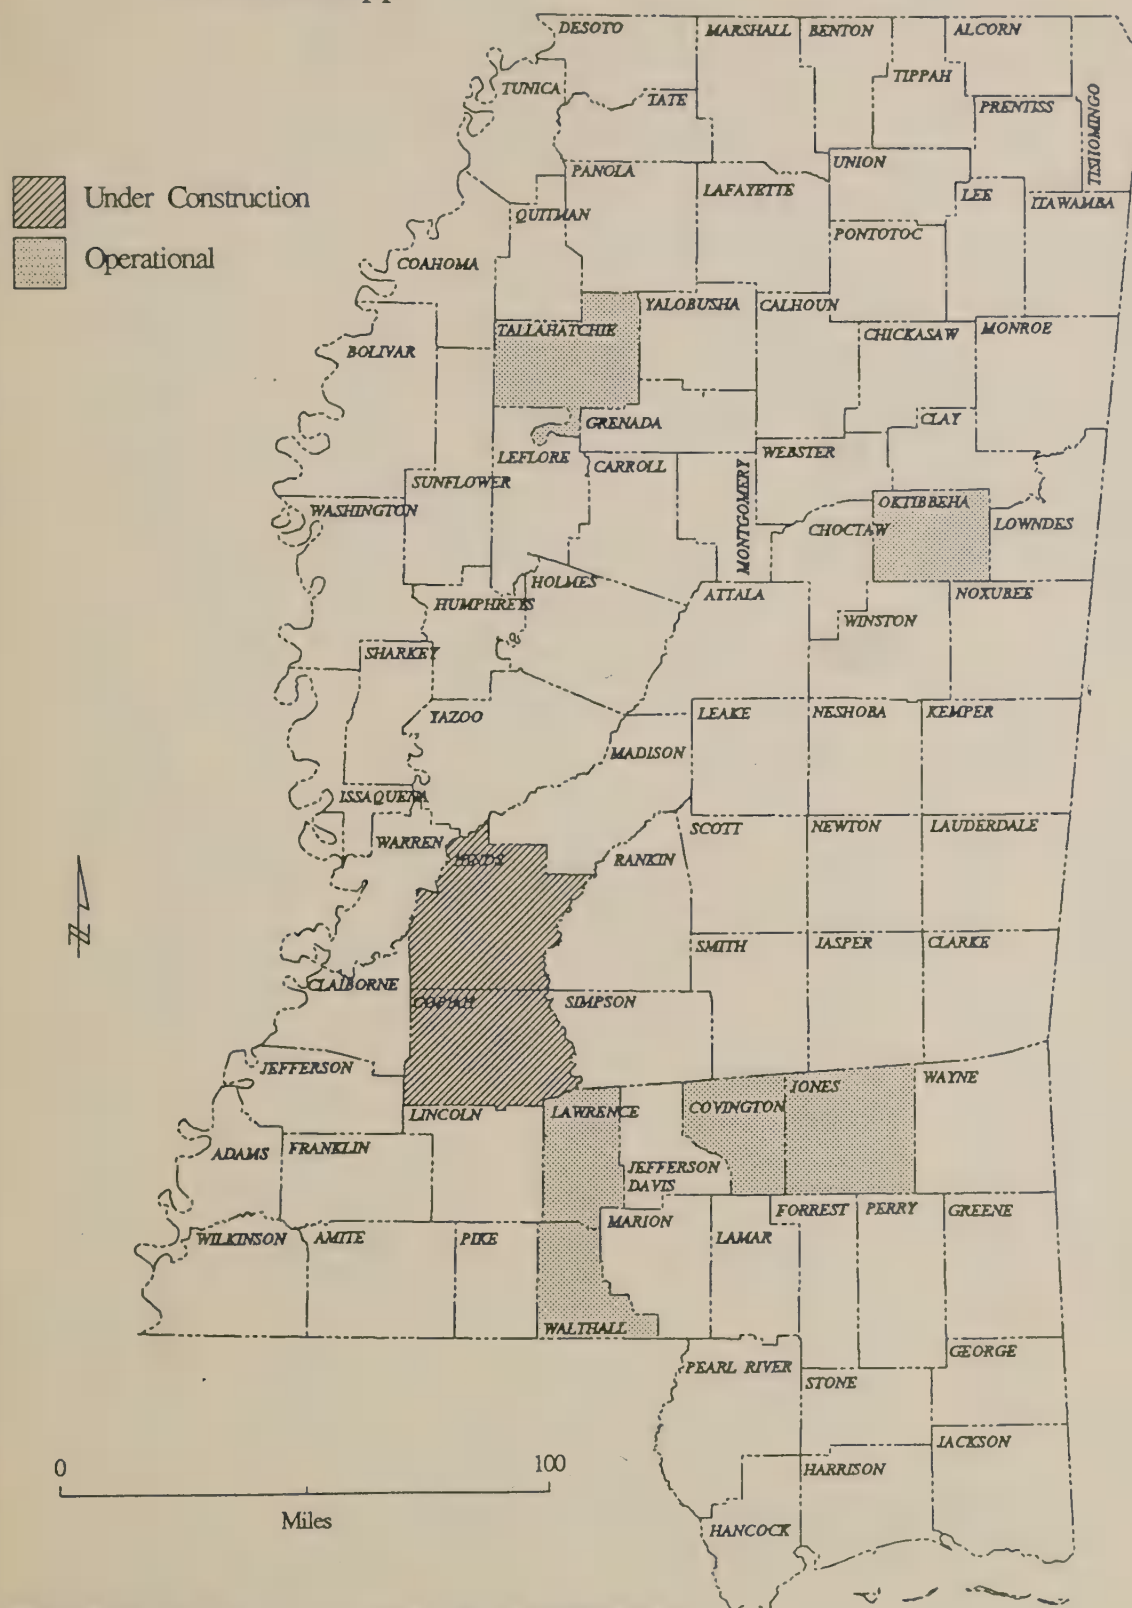 DESOTO
MARSHALL
BENTON
ALCORN
TUNICA
TATE
TIPPAH
PRENTISS
TISHOMINGO
PANOLA
LAFAYETTE
UNION
LEE
ITAWAMBA
Under Construction
QUITMAN
PONTOTOC
Operational
COAHOMA
TALLAHATCHIE
YALOBUSHA
CALHOUN
CHICKASAW
MONROE
BOLIVAR
GRENADA
CLAY
LEFLORE
CARROLL
WEBSTER
SUNFLOWER
MONTGOMERY
WASHINGTON
OKTIBBEHA
CHOCTAW
LOWNDES
HOLMES
ATTALA
NOXUBEE
HUMPHREYS
WINSTON
SHARKEY
YAZOO
LEAKE
NESHOBA
KEMPER
MADISON
ISSAQUENA
SCOTT
NEWTON
LAUDERDALE
WARREN
HINDS
RANKIN
SMITH
JASPER
CLARKE
CLAIBORNE
COPIAH
SIMPSON
JEFFERSON
JONES
WAYNE
LINCOLN
LAWRENCE
COVINGTON
ADAMS
FRANKLIN
JEFFERSON
DAVIS
WILKINSON
AMITE
PIKE
MARION
LAMAR
FORREST
PERRY
GREENE
WALTHALL
PEARL RIVER
STONE
GEORGE
JACKSON
HARRISON
0
100
Miles
HANCOCK